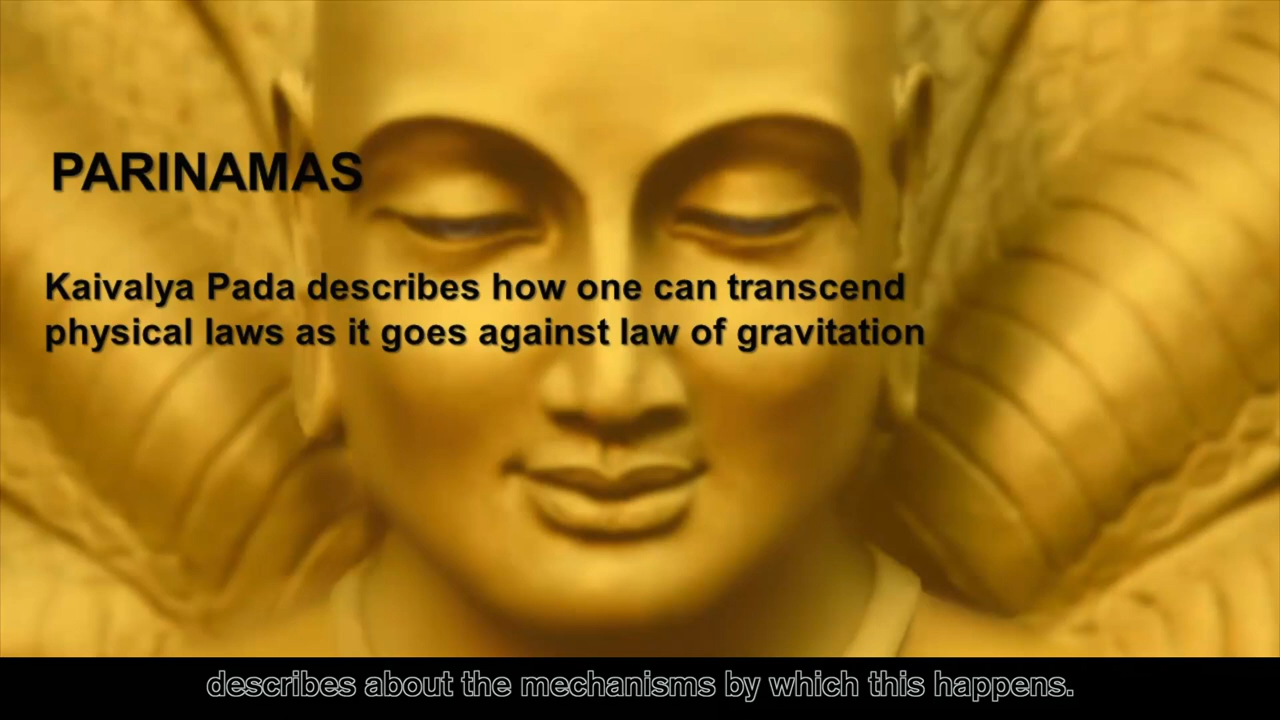 PARINAMAS
Kaivalya Pada describes how one can transcend
physical laws as it goes against law of gravitation
describes about the mechanisms by which this happens.